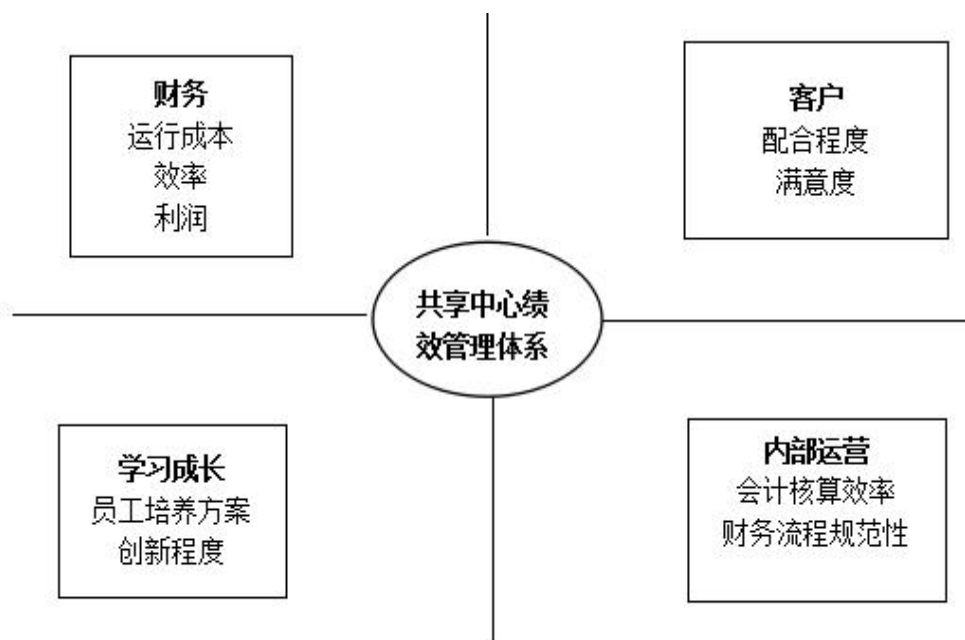 财务
运行成本
效率
利润
客户
配合程度
满意度
共享中心绩
效管理体系
学习成长
员工培养方案
创新程度
内部运营
会计核算效率
财务流程规范性